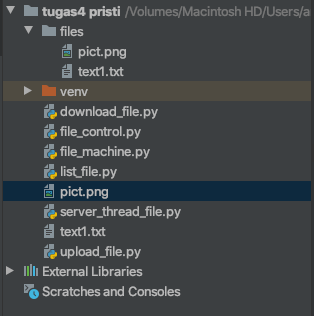 tugas4 pristi /Volumes/Macintosh HD/Users/a
files
pict.png
text1.txt
venv
download_file.py
file_control.py
file_machine.py
list_file.py
pict.png
server_thread_file.py
text1.txt
upload_file.py
External Libraries
Scratches and Consoles